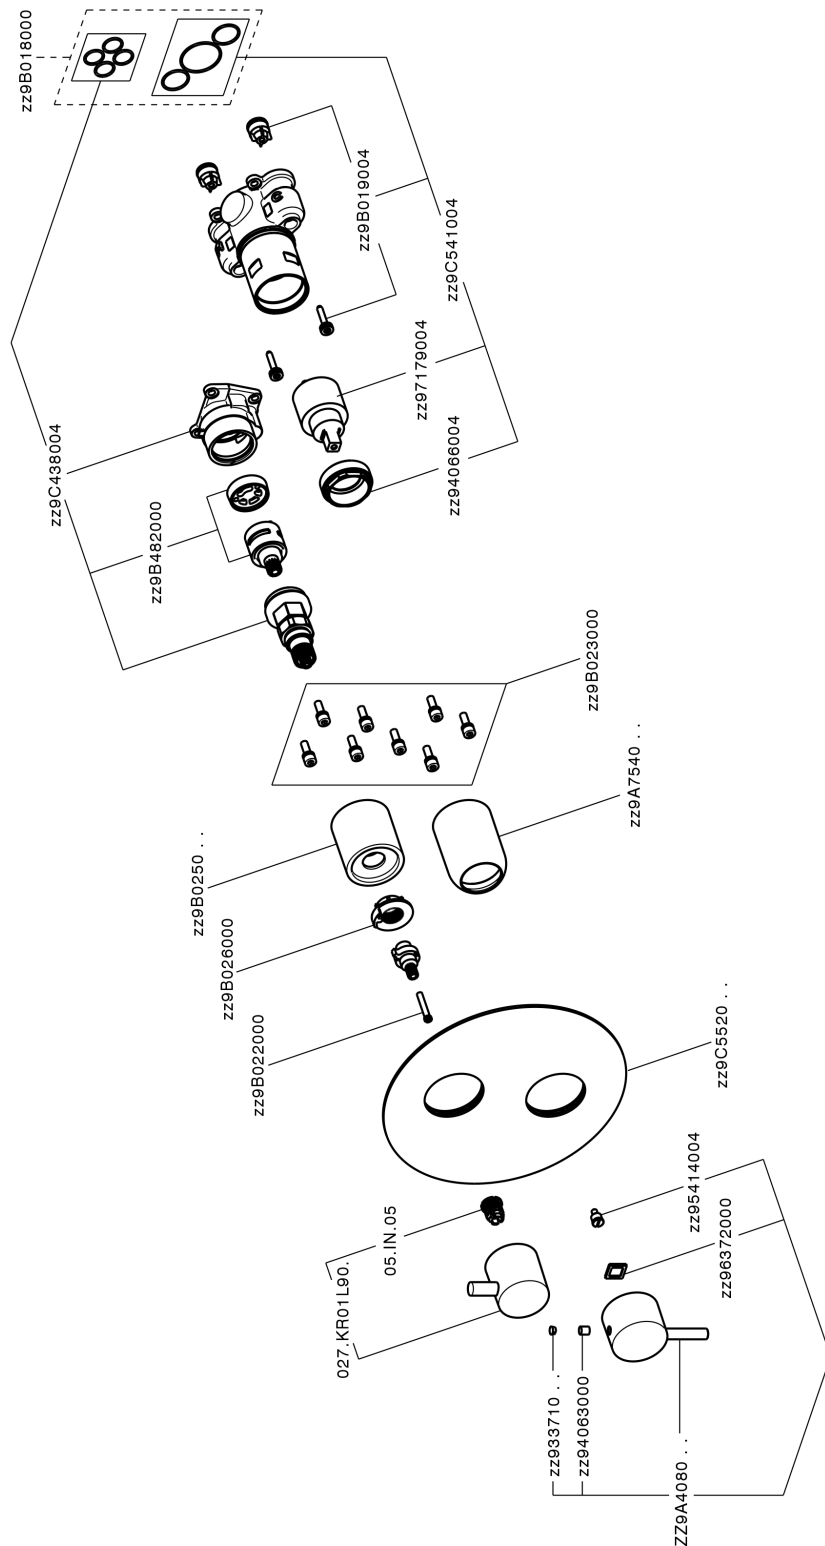 zz9B018000
zz9B019004
zz9C541004
zz97179004
zz94066004
zz9C438004
zz9B482000
zz9B023000
zz9A7540 . .
zz9B0250 . .
zz9B026000
zz9B022000
zz9C5520 . .
zz95414004
zz96372000
05.IN.05
027.KR01L90.
zz933710 . .
zz94063000
ZZ9A4080 . .